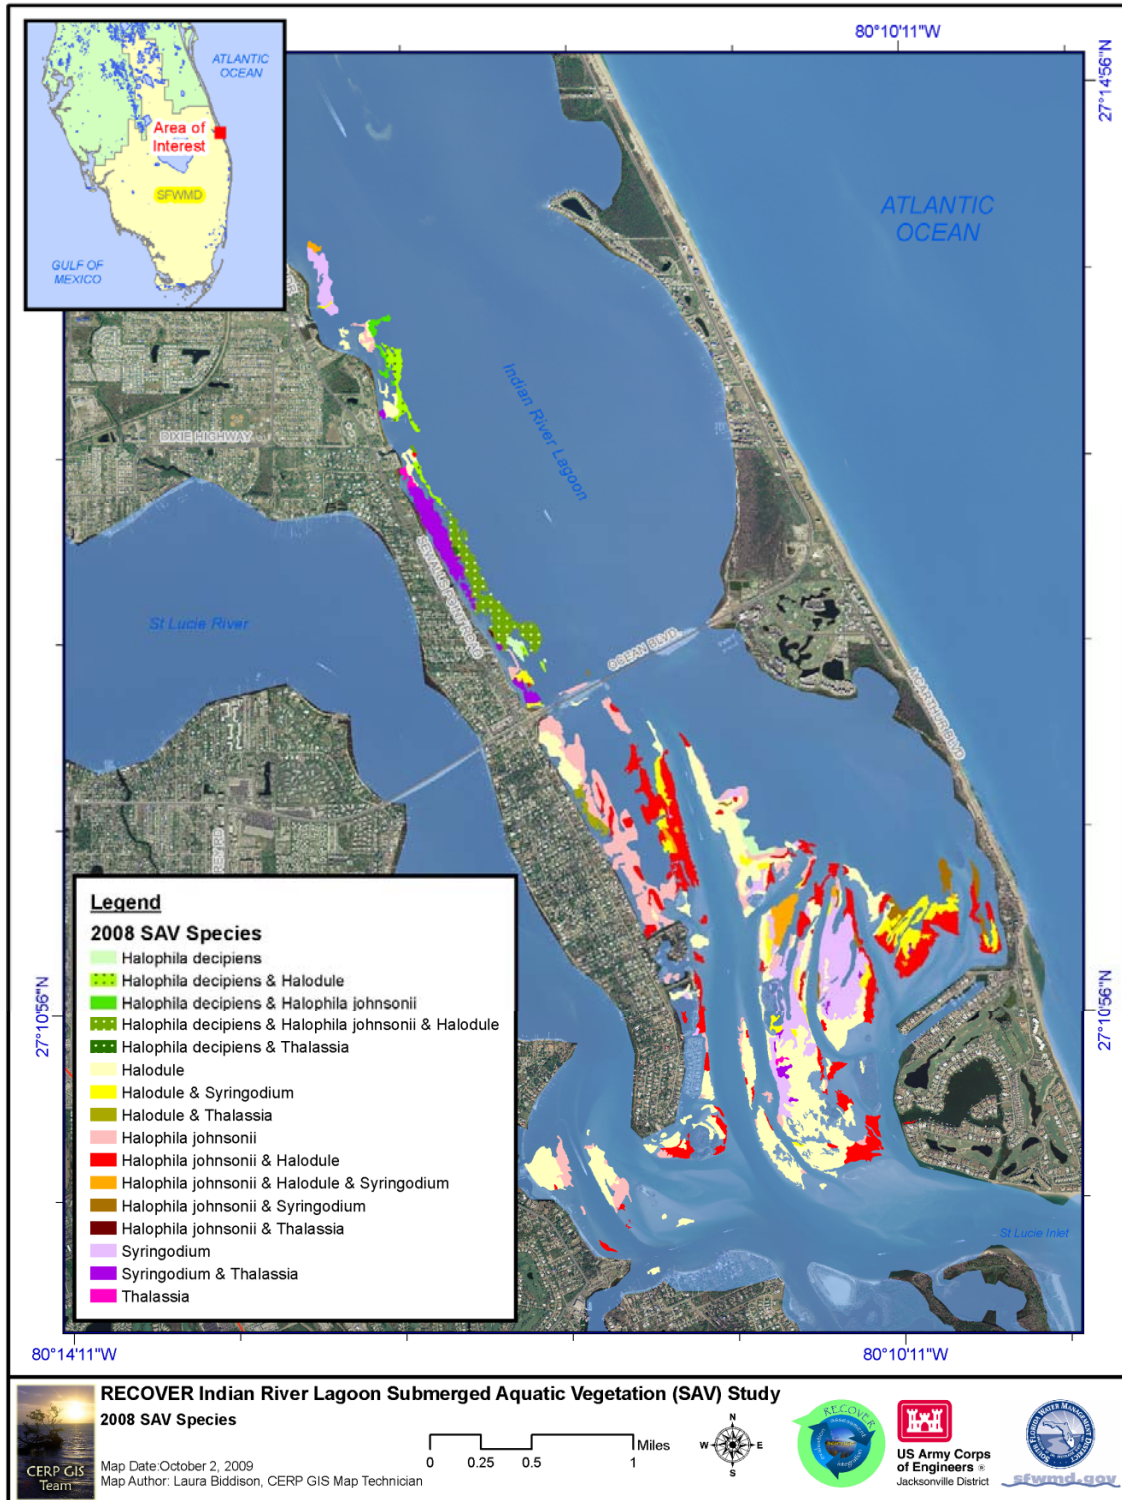 80°10'11"W
27°14'56"N
ATLANTIC
OCEAN
Area of
Interest
SFWMD
GULF OF
MEXICO
ATLANTIC
OCEAN
Indian River Lagoon
DIXIE HIGHWAY
SEWALLS POINT ROAD
St Lucie River
OCEAN BLVD
MCARTHUR BLVD
27°10'56"N
27°10'56"N
St Lucie Inlet
Legend
2008 SAV Species
Halophila decipiens
Halophila decipiens & Halodule
Halophila decipiens & Halophila johnsonii
Halophila decipiens & Halophila johnsonii & Halodule
Halophila decipiens & Thalassia
Halodule
Halodule & Syringodium
Halodule & Thalassia
Halophila johnsonii
Halophila johnsonii & Halodule
Halophila johnsonii & Halodule & Syringodium
Halophila johnsonii & Syringodium
Halophila johnsonii & Thalassia
Syringodium
Syringodium & Thalassia
Thalassia
80°14'11"W
80°10'11"W
RECOVER Indian River Lagoon Submerged Aquatic Vegetation (SAV) Study
2008 SAV Species
Map Date:October 2, 2009
Map Author: Laura Biddison, CERP GIS Map Technician
CERP GIS
Team
0 0.25 0.5 1 Miles
N
W E
S
RECOVER
US Army Corps
of Engineers ®
Jacksonville District
SOUTH FLORIDA WATER MANAGEMENT DISTRICT
sfwmd.gov